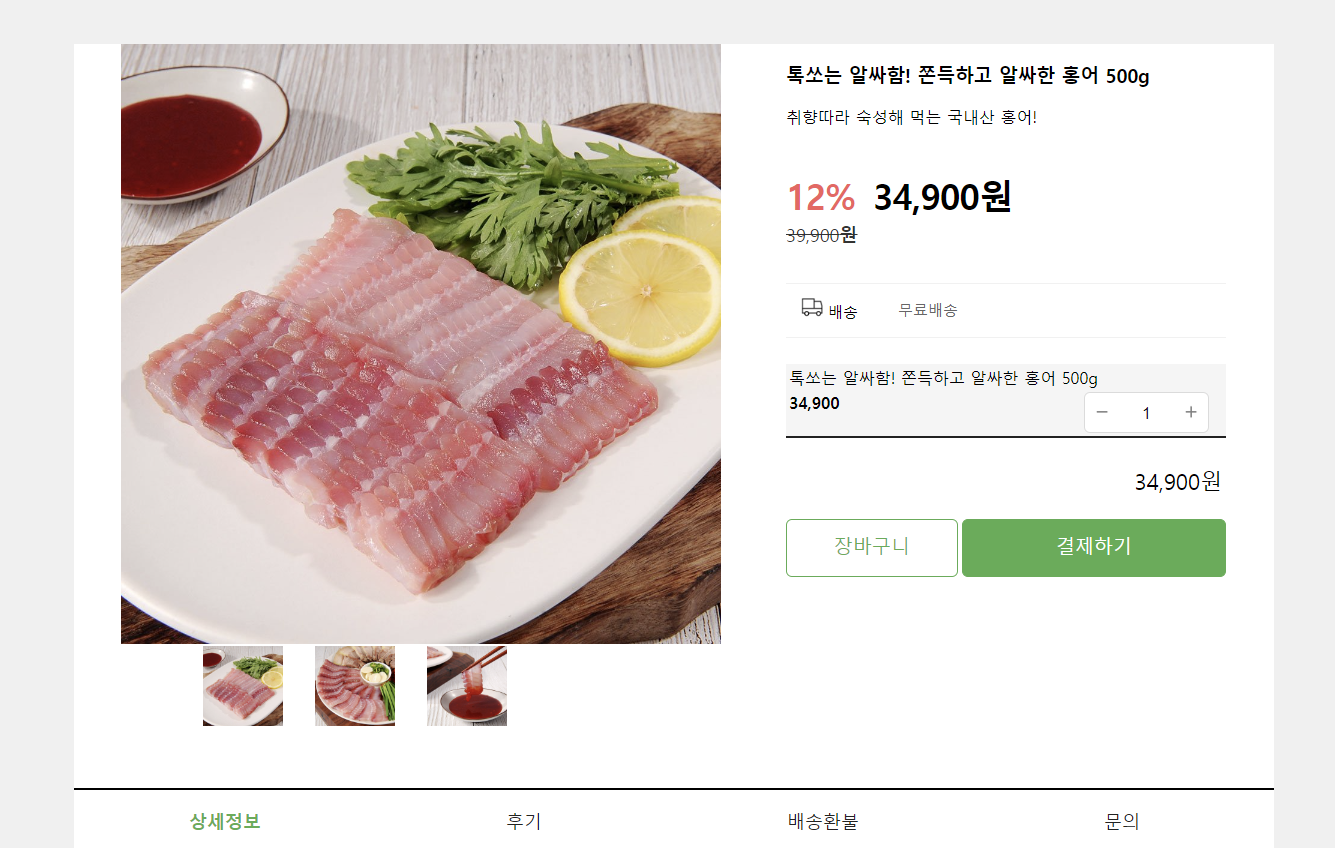 톡쏘는 알싸함! 쫀득하고 알싸한 홍어 500g
취향따라 숙성해 먹는 국내산 홍어!
12% 34,900원
39,900원
배송 무료배송
톡쏘는 알싸함! 쫀득하고 알싸한 홍어 500g
34,900
− 1 +
34,900원
장바구니 결제하기
상세정보 후기 배송환불 문의